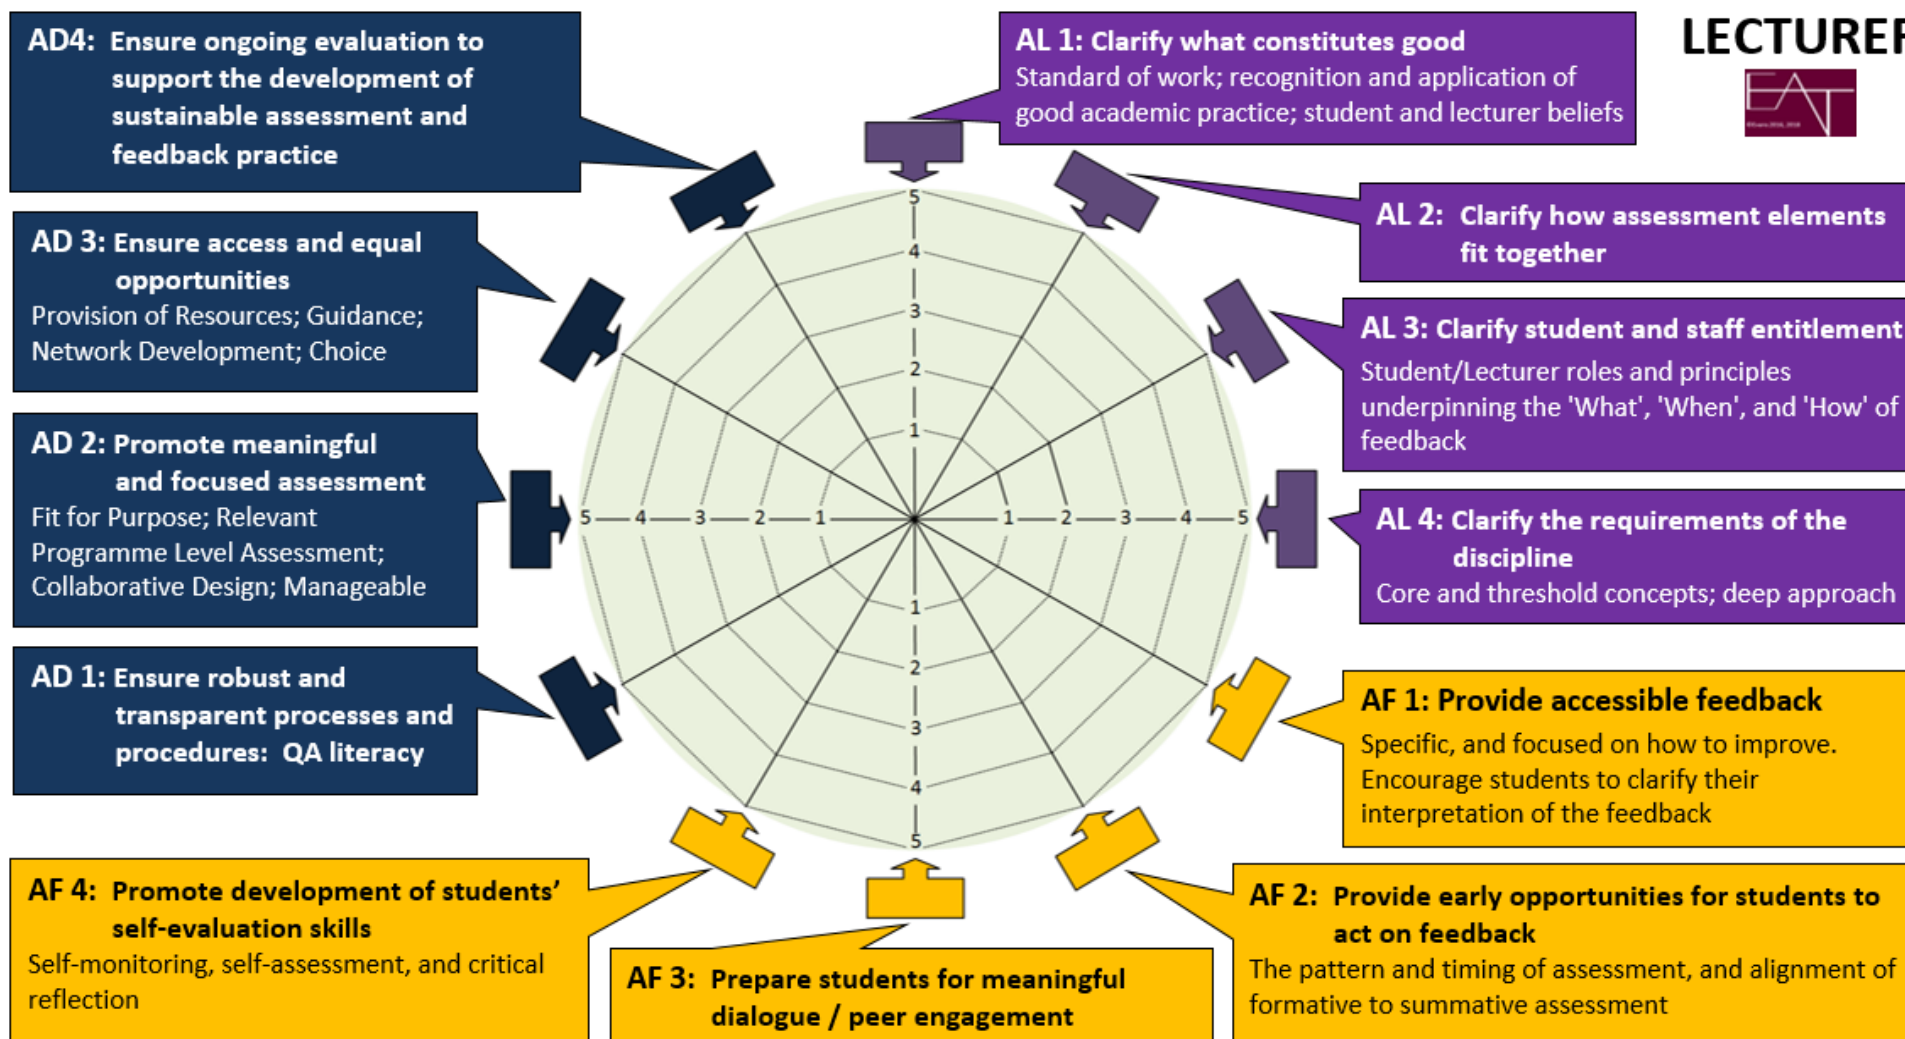 AD4: Ensure ongoing evaluation to
support the development of
sustainable assessment and
feedback practice
AL 1: Clarify what constitutes good
Standard of work; recognition and application of
good academic practice; student and lecturer beliefs
LECTURER
EAT
AL 2: Clarify how assessment elements
fit together
AD 3: Ensure access and equal
opportunities
Provision of Resources; Guidance;
Network Development; Choice
AL 3: Clarify student and staff entitlement
Student/Lecturer roles and principles
underpinning the 'What', 'When', and 'How' of
feedback
AD 2: Promote meaningful
and focused assessment
Fit for Purpose; Relevant
Programme Level Assessment;
Collaborative Design; Manageable
5
4
3
2
1
5 4 3 2 1 1 2 3 4 5
1
2
3
4
5
AL 4: Clarify the requirements of the
discipline
Core and threshold concepts; deep approach
AD 1: Ensure robust and
transparent processes and
procedures: QA literacy
AF 1: Provide accessible feedback
Specific, and focused on how to improve.
Encourage students to clarify their
interpretation of the feedback
AF 4: Promote development of students’
self-evaluation skills
Self-monitoring, self-assessment, and critical
reflection
AF 3: Prepare students for meaningful
dialogue / peer engagement
AF 2: Provide early opportunities for students to
act on feedback
The pattern and timing of assessment, and alignment of
formative to summative assessment